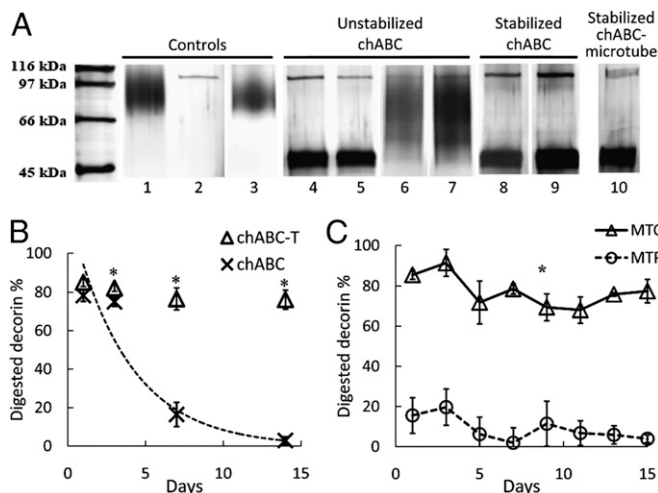 A
Controls
Unstabilized
chABC
Stabilized
chABC
Stabilized
chABC-
microtube
116 kDa
97 kDa
66 kDa
45 kDa
1 2 3 4 5 6 7 8 9 10
B
Digested decorin %
100
80
60
40
20
0
0 5 10 15
Days
chABC-T
chABC
* * *
C
Digested decorin %
100
80
60
40
20
0
0 5 10 15
Days
*